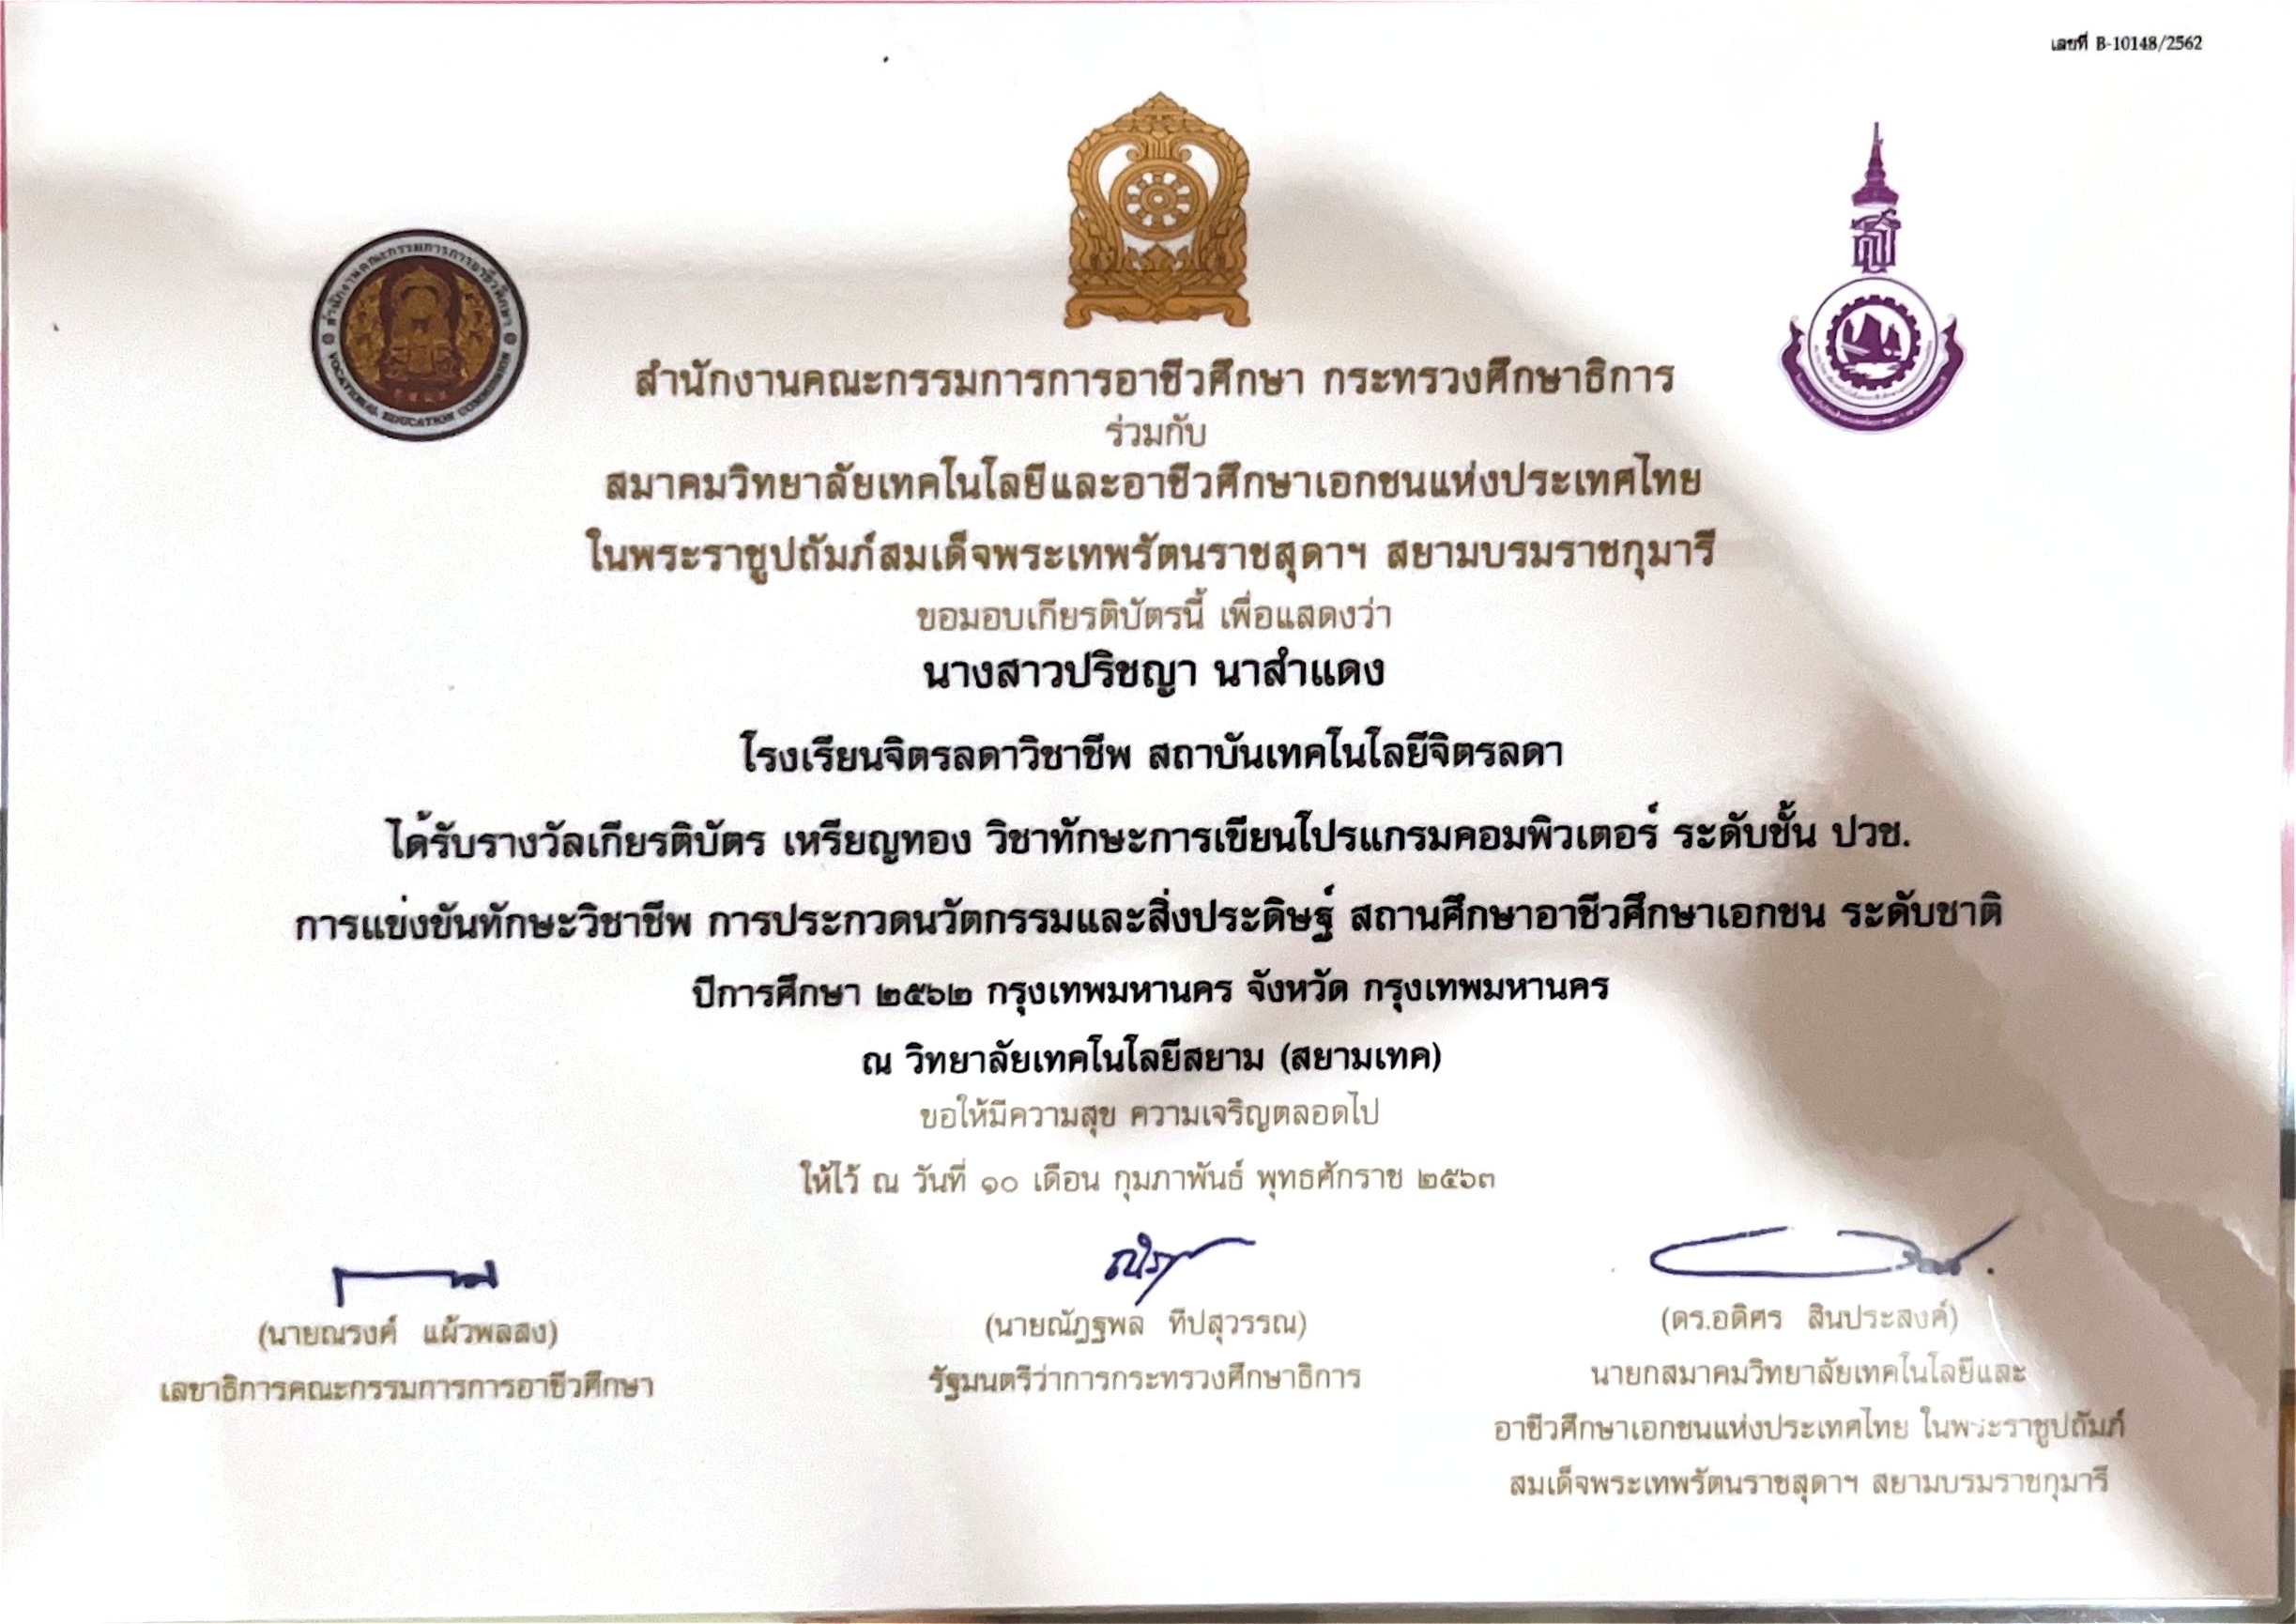 เลขที่ B-10148/2562
สำนักงานคณะกรรมการการอาชีวศึกษา
VOCATIONAL EDUCATION COMMISSION
สำนักงานคณะกรรมการการอาชีวศึกษา กระทรวงศึกษาธิการ
ร่วมกับ
สมาคมวิทยาลัยเทคโนโลยีและอาชีวศึกษาเอกชนแห่งประเทศไทย
ในพระราชูปถัมภ์สมเด็จพระเทพรัตนราชสุดาฯ สยามบรมราชกุมารี
ขอมอบเกียรติบัตรนี้ เพื่อแสดงว่า
นางสาวปริชญา นาสำแดง
โรงเรียนจิตรลดาวิชาชีพ สถาบันเทคโนโลยีจิตรลดา
ได้รับรางวัลเกียรติบัตร เหรียญทอง วิชาทักษะการเขียนโปรแกรมคอมพิวเตอร์ ระดับชั้น ปวช.
การแข่งขันทักษะวิชาชีพ การประกวดนวัตกรรมและสิ่งประดิษฐ์ สถานศึกษาอาชีวศึกษาเอกชน ระดับชาติ
ปีการศึกษา ๒๕๖๒ กรุงเทพมหานคร จังหวัด กรุงเทพมหานคร
ณ วิทยาลัยเทคโนโลยีสยาม (สยามเทค)
ขอให้มีความสุข ความเจริญตลอดไป
ให้ไว้ ณ วันที่ ๑๐ เดือน กุมภาพันธ์ พุทธศักราช ๒๕๖๓
(นายณรงค์ แผ้วพลสง)
เลขาธิการคณะกรรมการการอาชีวศึกษา
(นายณัฏฐพล ทีปสุวรรณ)
รัฐมนตรีว่าการกระทรวงศึกษาธิการ
(ดร.อดิศร สินประสงค์)
นายกสมาคมวิทยาลัยเทคโนโลยีและ
อาชีวศึกษาเอกชนแห่งประเทศไทย ในพระราชูปถัมภ์
สมเด็จพระเทพรัตนราชสุดาฯ สยามบรมราชกุมารี